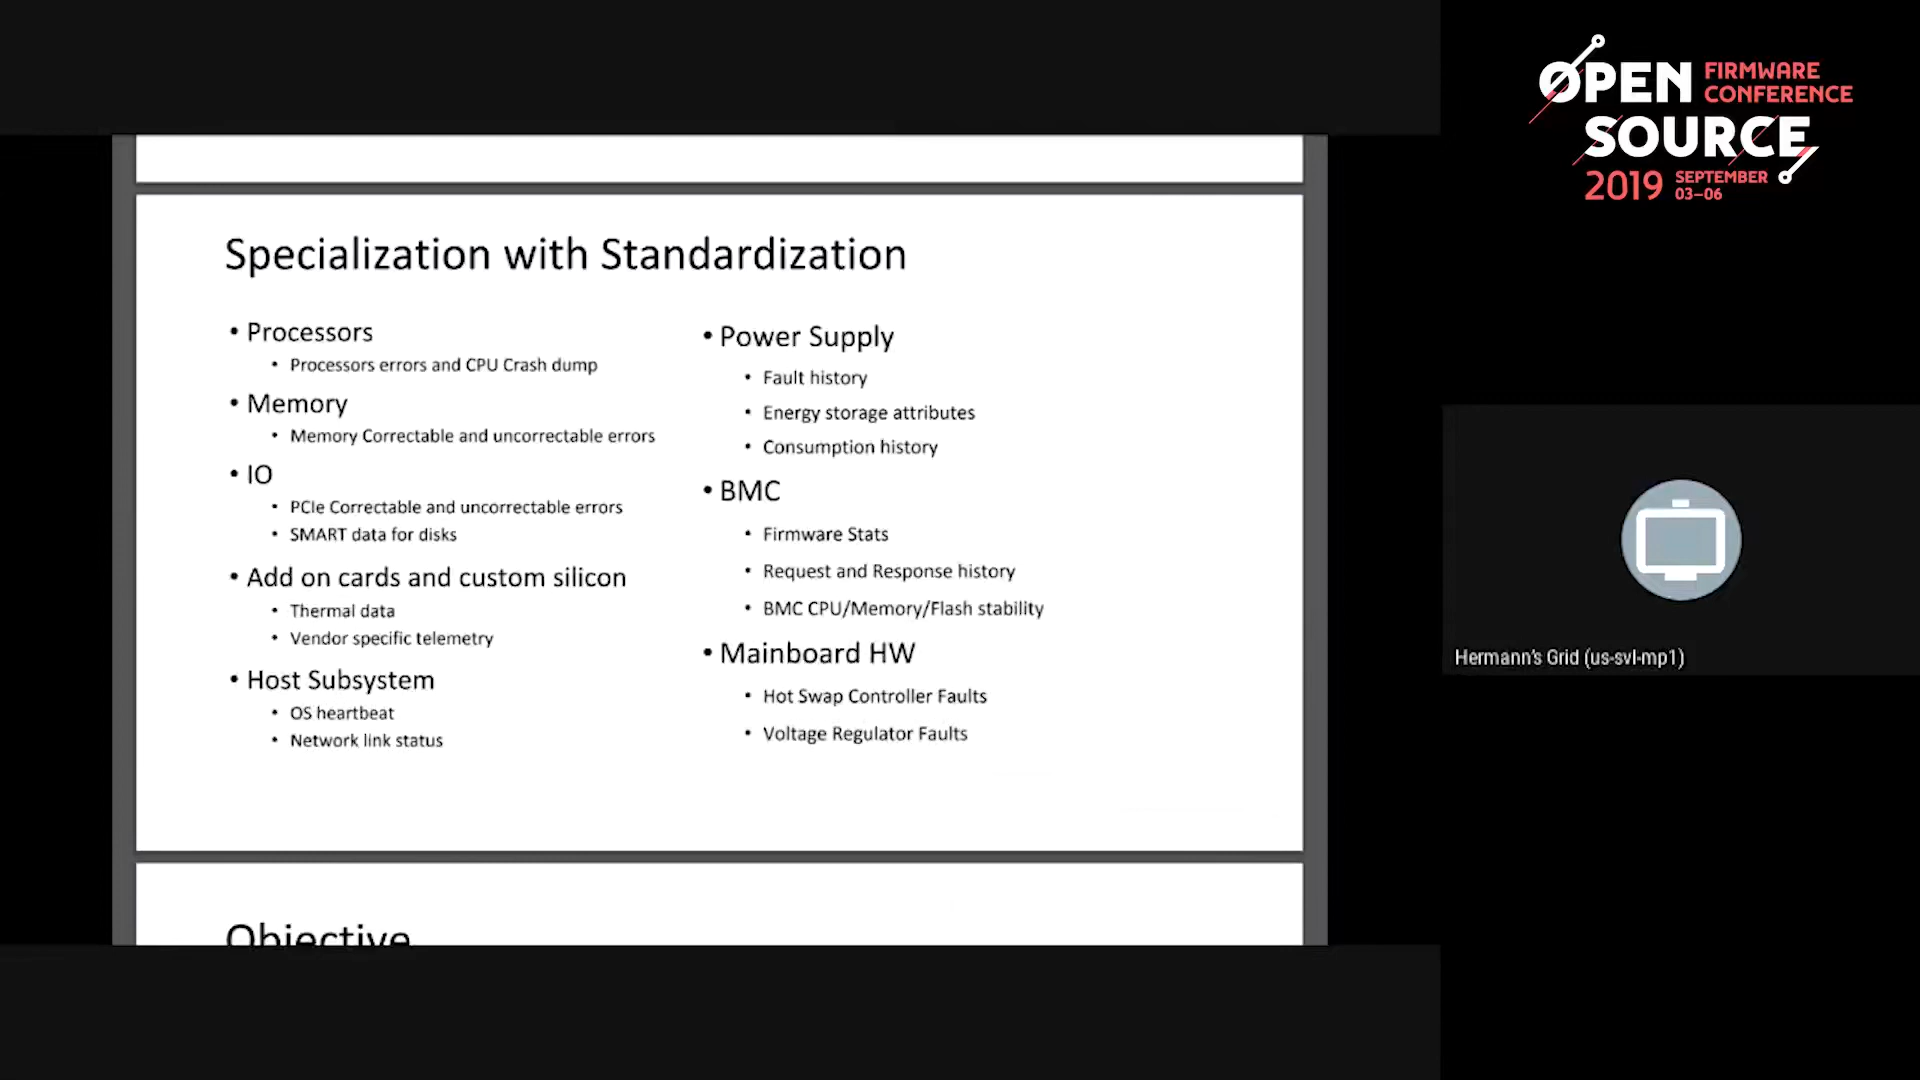 Specialization with Standardization
• Processors
• Processors errors and CPU Crash dump
• Memory
• Memory Correctable and uncorrectable errors
• IO
• PCIe Correctable and uncorrectable errors
• SMART data for disks
• Add on cards and custom silicon
• Thermal data
• Vendor specific telemetry
• Host Subsystem
• OS heartbeat
• Network link status
• Power Supply
• Fault history
• Energy storage attributes
• Consumption history
• BMC
• Firmware Stats
• Request and Response history
• BMC CPU/Memory/Flash stability
• Mainboard HW
• Hot Swap Controller Faults
• Voltage Regulator Faults
Objective
OPEN FIRMWARE
CONFERENCE
SOURCE
2019 SEPTEMBER
03–06
Hermann's Grid (us-svl-mp1)